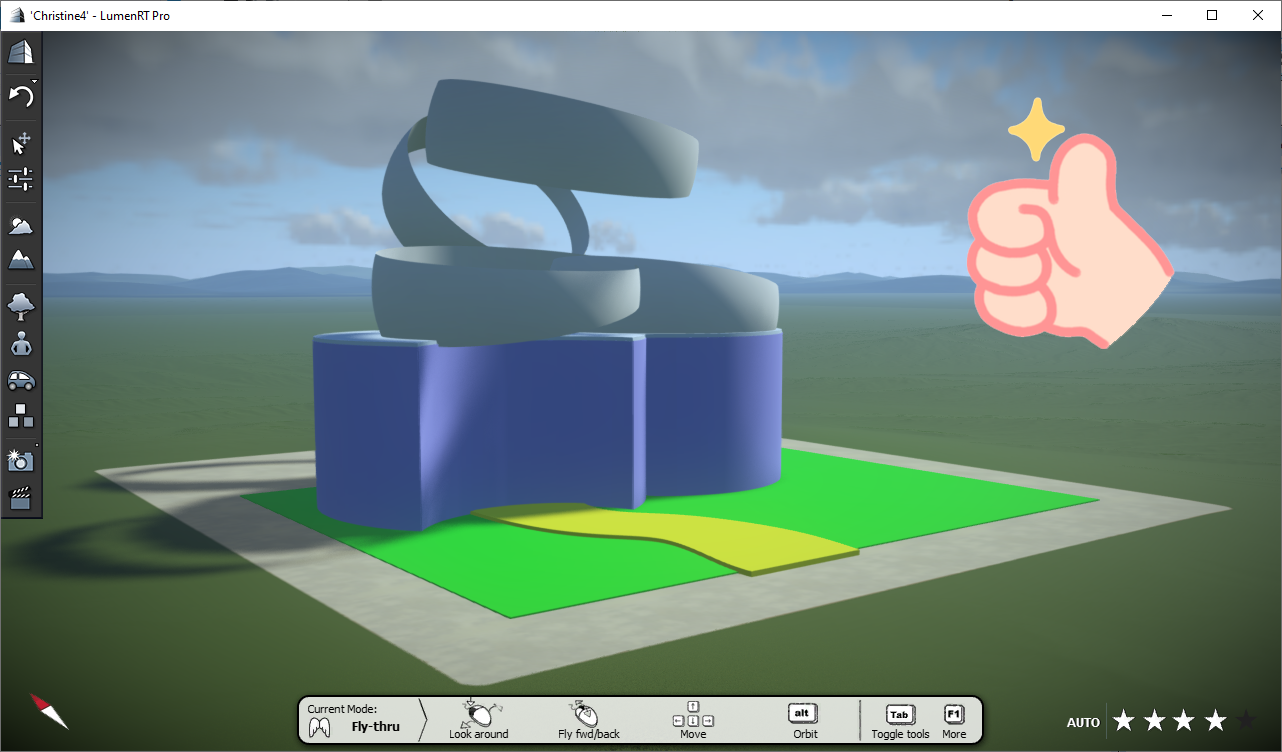 'Christine4' - LumenRT Pro
Current Mode:
Fly-thru
Look around
Fly fwd/back
Move
alt
Orbit
Tab
Toggle tools
F1
More
AUTO